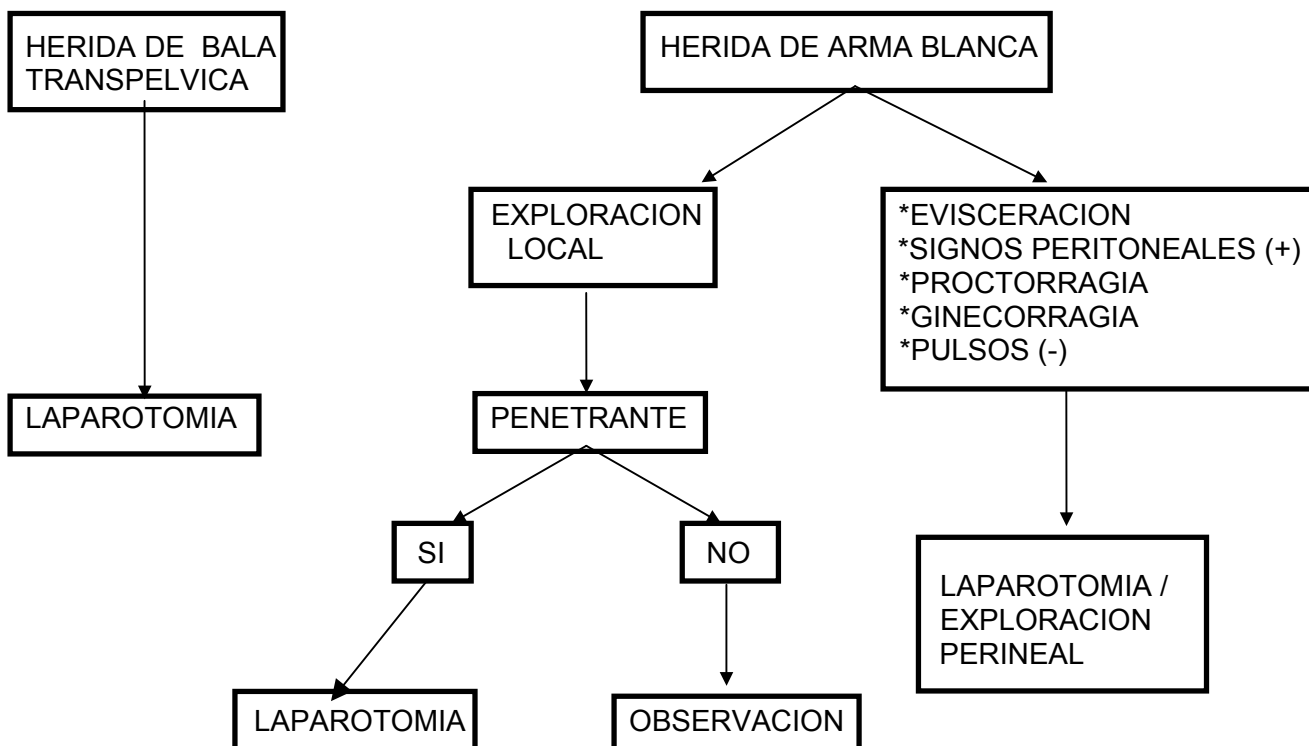 HERIDA DE BALA
TRANSPELVICA
HERIDA DE ARMA BLANCA
EXPLORACION
LOCAL
*EVISCERACION
*SIGNOS PERITONEALES (+)
*PROCTORRAGIA
*GINECORRAGIA
*PULSOS (-)
LAPAROTOMIA
PENETRANTE
SI
NO
LAPAROTOMIA /
EXPLORACION
PERINEAL
LAPAROTOMIA
OBSERVACION